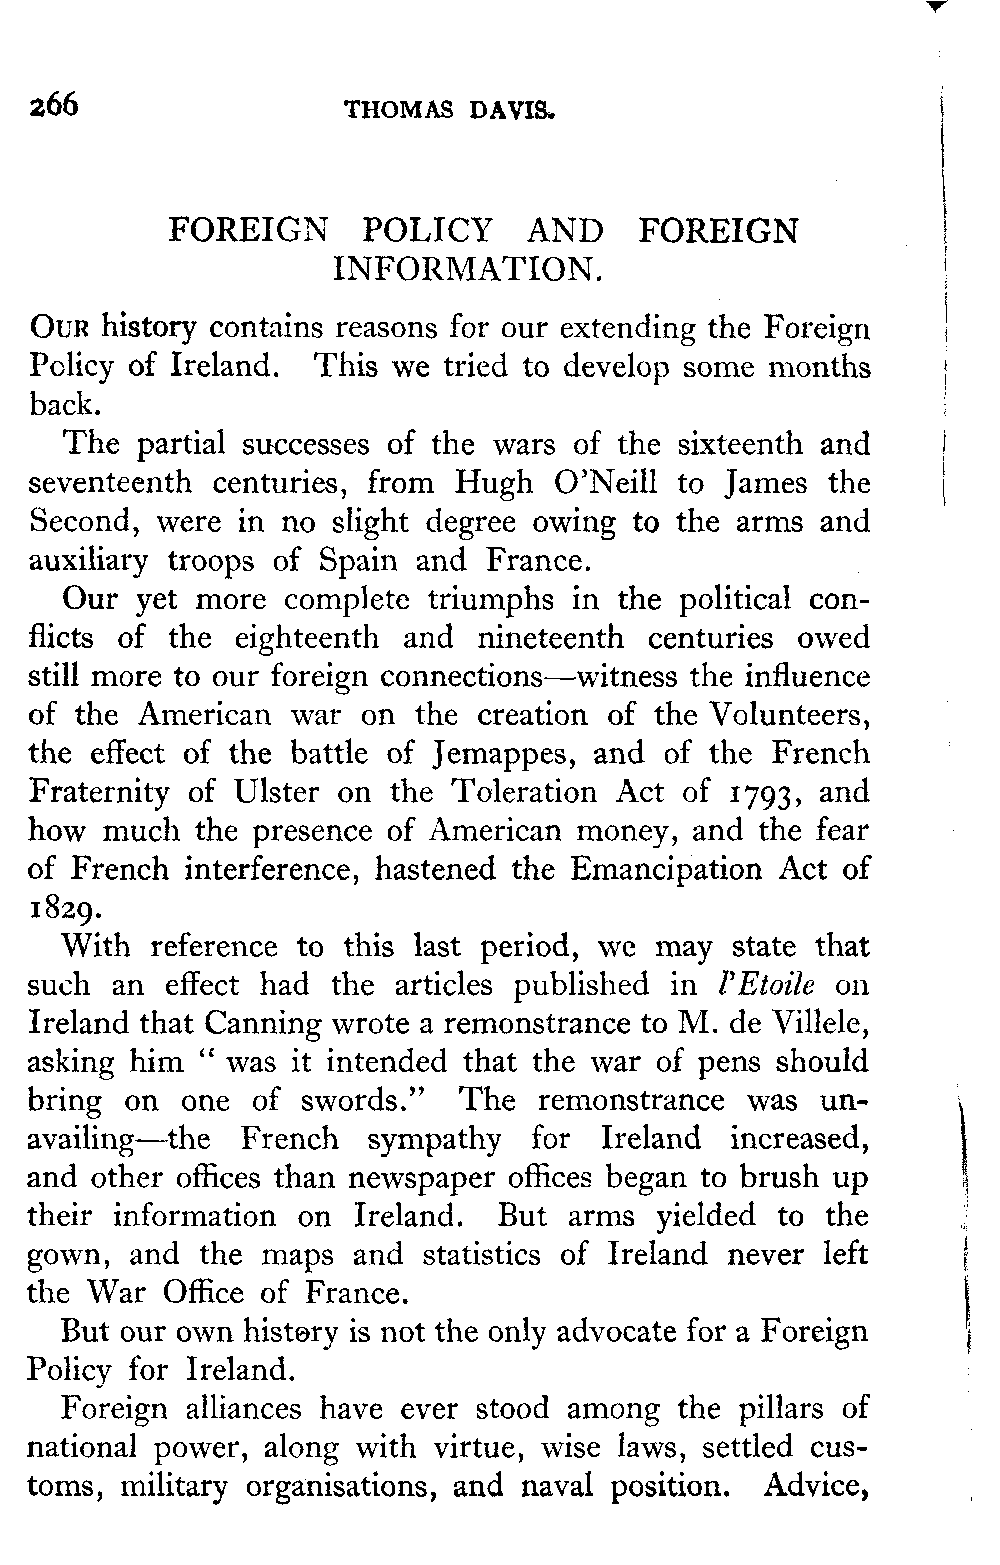 266 THOMAS DAVIS.
FOREIGN POLICY AND FOREIGN
INFORMATION.
OUR history contains reasons for our extending the Foreign
Policy of Ireland. This we tried to develop some months
back.
The partial successes of the wars of the sixteenth and
seventeenth centuries, from Hugh O'Neill to James the
Second, were in no slight degree owing to the arms and
auxiliary troops of Spain and France.
Our yet more complete triumphs in the political con-
flicts of the eighteenth and nineteenth centuries owed
still more to our foreign connections—witness the influence
of the American war on the creation of the Volunteers,
the effect of the battle of Jemappes, and of the French
Fraternity of Ulster on the Toleration Act of 1793, and
how much the presence of American money, and the fear
of French interference, hastened the Emancipation Act of
1829.
With reference to this last period, we may state that
such an effect had the articles published in l'Etoile on
Ireland that Canning wrote a remonstrance to M. de Villele,
asking him " was it intended that the war of pens should
bring on one of swords." The remonstrance was un-
availing—the French sympathy for Ireland increased,
and other offices than newspaper offices began to brush up
their information on Ireland. But arms yielded to the
gown, and the maps and statistics of Ireland never left
the War Office of France.
But our own history is not the only advocate for a Foreign
Policy for Ireland.
Foreign alliances have ever stood among the pillars of
national power, along with virtue, wise laws, settled cus-
toms, military organisations, and naval position. Advice,